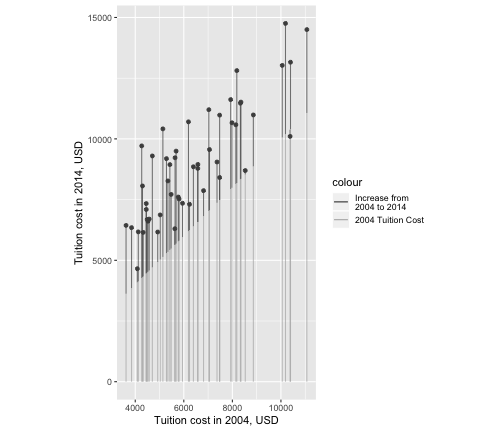 15000
10000
5000
0
Tuition cost in 2014, USD
4000 6000 8000 10000
Tuition cost in 2004, USD
colour
Increase from
2004 to 2014
2004 Tuition Cost